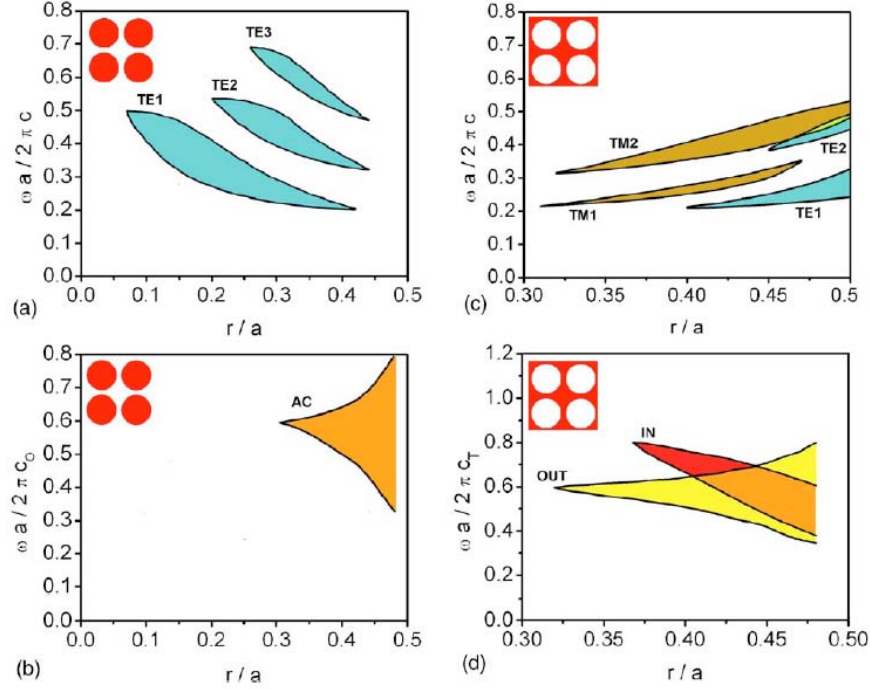 0.8
0.7
0.6
0.5
0.4
0.3
0.2
0.1
0.0
ω a / 2 π c
TE3
TE2
TE1
0.0 0.1 0.2 0.3 0.4 0.5
r / a
(a)
0.8
0.7
0.6
0.5
0.4
0.3
0.2
0.1
0.0
ω a / 2 π c
TM2
TM1
TE2
TE1
0.30 0.35 0.40 0.45 0.50
r / a
(c)
0.8
0.7
0.6
0.5
0.4
0.3
0.2
0.1
0.0
ω a / 2 π c₀
AC
0.0 0.1 0.2 0.3 0.4 0.5
r / a
(b)
1.2
1.0
0.8
0.6
0.4
0.2
0.0
ω a / 2 π c_T
IN
OUT
0.30 0.35 0.40 0.45 0.50
r / a
(d)